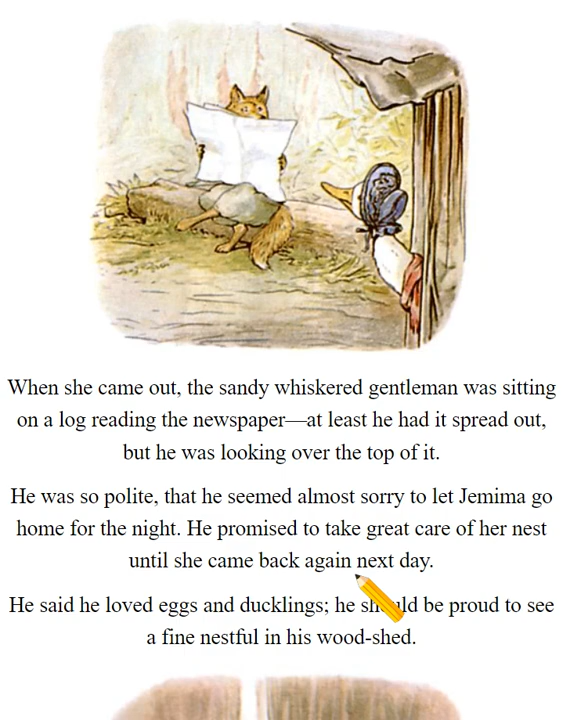 When she came out, the sandy whiskered gentleman was sitting
on a log reading the newspaper—at least he had it spread out,
but he was looking over the top of it.
He was so polite, that he seemed almost sorry to let Jemima go
home for the night. He promised to take great care of her nest
until she came back again next day.
He said he loved eggs and ducklings; he should be proud to see
a fine nestful in his wood-shed.